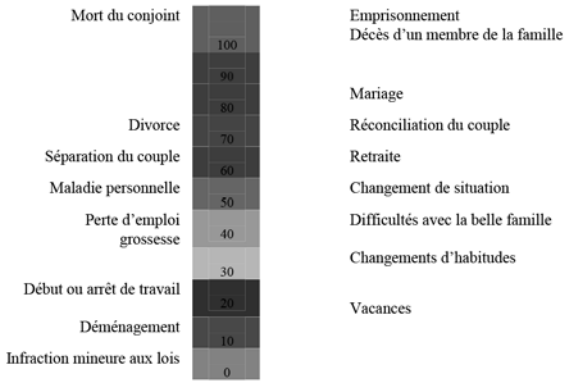 Mort du conjoint
Emprisonnement
Décès d’un membre de la famille
100
90
Mariage
80
Divorce
Réconciliation du couple
70
Séparation du couple
Retraite
60
Maladie personnelle
Changement de situation
50
Perte d’emploi
grossesse
Difficultés avec la belle famille
40
Changements d’habitudes
30
Début ou arrêt de travail
20
Vacances
Déménagement
10
Infraction mineure aux lois
0